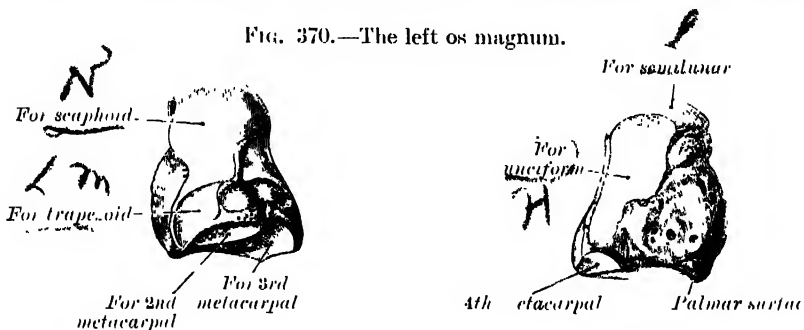 FIG. 370.—The left os magnum.
N
For scaphoid
L m
For trapezoid
For 2nd
metacarpal
For 3rd
metacarpal
For semilunar
For
unciform
H
4th etacarpal
Palmar surfac